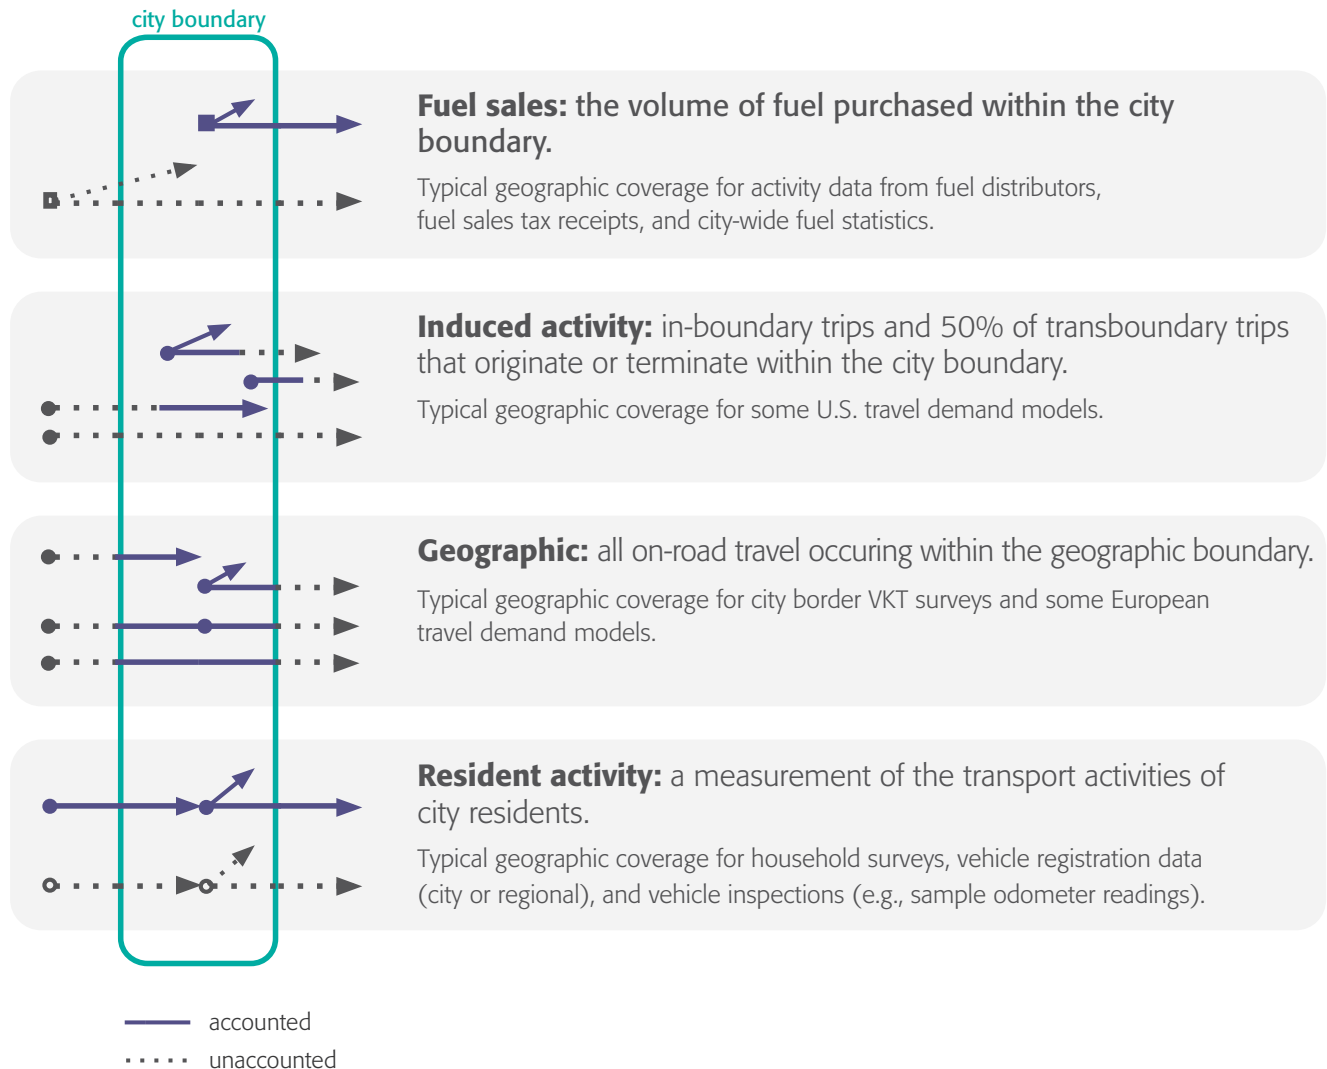 city boundary
Fuel sales: the volume of fuel purchased within the city
boundary.
Typical geographic coverage for activity data from fuel distributors,
fuel sales tax receipts, and city-wide fuel statistics.
Induced activity: in-boundary trips and 50% of transboundary trips
that originate or terminate within the city boundary.
Typical geographic coverage for some U.S. travel demand models.
Geographic: all on-road travel occuring within the geographic boundary.
Typical geographic coverage for city border VKT surveys and some European
travel demand models.
Resident activity: a measurement of the transport activities of
city residents.
Typical geographic coverage for household surveys, vehicle registration data
(city or regional), and vehicle inspections (e.g., sample odometer readings).
accounted
unaccounted